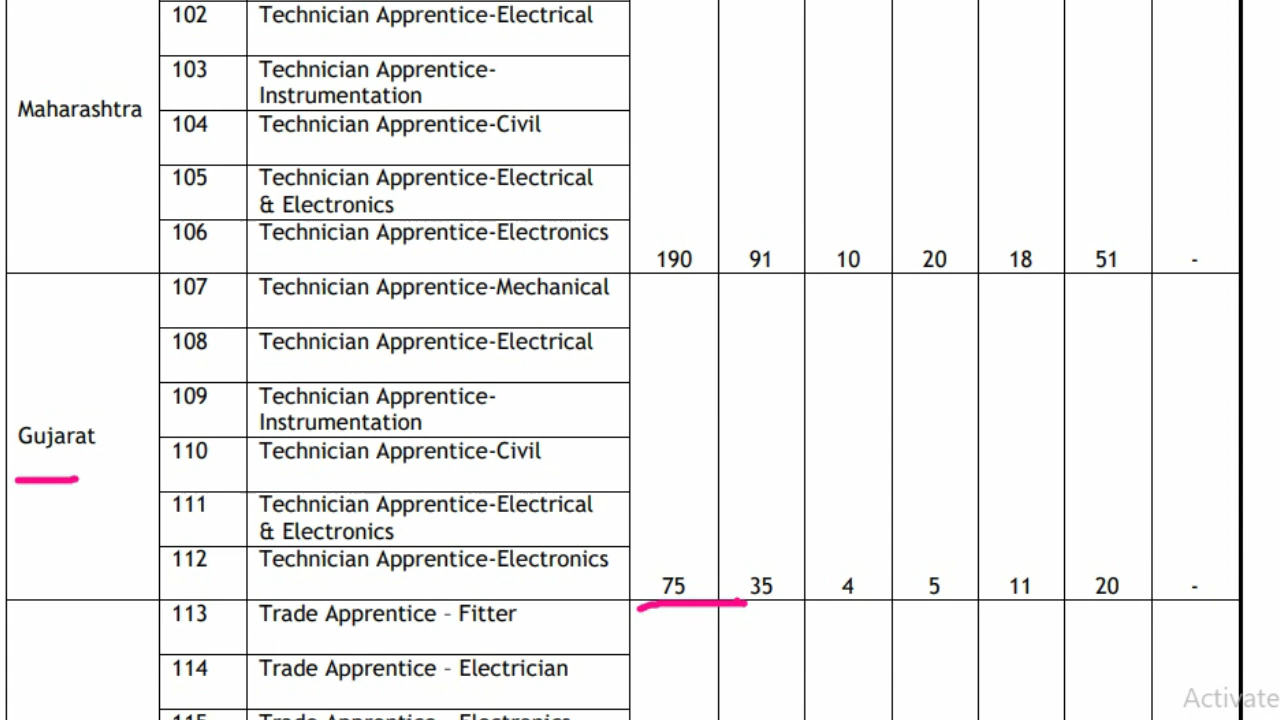 102 Technician Apprentice-Electrical
103 Technician Apprentice-
Instrumentation
Maharashtra
104 Technician Apprentice-Civil
105 Technician Apprentice-Electrical
& Electronics
106 Technician Apprentice-Electronics
190 91 10 20 18 51 -
107 Technician Apprentice-Mechanical
108 Technician Apprentice-Electrical
109 Technician Apprentice-
Instrumentation
Gujarat
110 Technician Apprentice-Civil
111 Technician Apprentice-Electrical
& Electronics
112 Technician Apprentice-Electronics
75 35 4 5 11 20 -
113 Trade Apprentice – Fitter
114 Trade Apprentice – Electrician
115 Trade Apprentice – Electronics
Activate